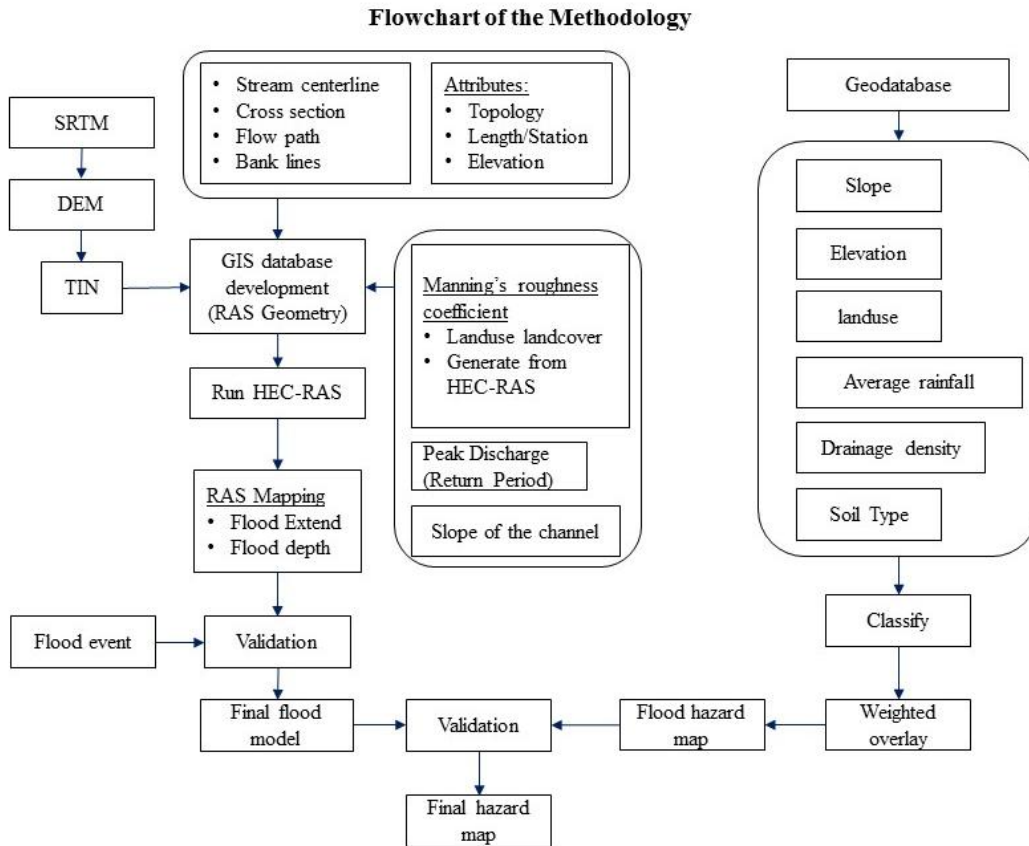 Flowchart of the Methodology
SRTM
DEM
TIN
• Stream centerline
• Cross section
• Flow path
• Bank lines
Attributes:
• Topology
• Length/Station
• Elevation
GIS database
development
(RAS Geometry)
Manning's roughness
coefficient
• Landuse landcover
• Generate from
HEC-RAS
Peak Discharge
(Return Period)
Slope of the channel
Run HEC-RAS
RAS Mapping
• Flood Extend
• Flood depth
Flood event
Validation
Final flood
model
Validation
Final hazard
map
Geodatabase
Slope
Elevation
landuse
Average rainfall
Drainage density
Soil Type
Classify
Weighted
overlay
Flood hazard
map